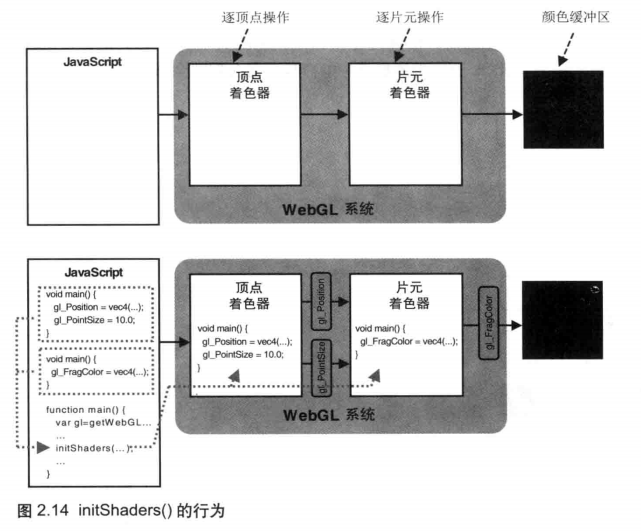 逐顶点操作
逐片元操作
颜色缓冲区
JavaScript
顶点
着色器
片元
着色器
WebGL 系统
JavaScript
void main() {
gl_Position = vec4(...);
gl_PointSize = 10.0;
}
void main() {
gl_FragColor = vec4(...);
}
function main() {
var gl=getWebGL...
...
initShaders(...);
...
}
顶点
着色器
void main() {
gl_Position = vec4(...);
gl_PointSize = 10.0;
}
gl_Position
gl_PointSize
片元
着色器
void main() {
gl_FragColor = vec4(...);
}
gl_FragColor
WebGL 系统
图 2.14 initShaders() 的行为